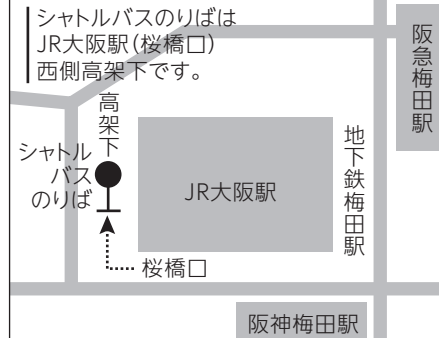 シャトルバスのりばは
JR大阪駅（桜橋口）
西側高架下です。
阪急梅田駅
高架下
シャトル
バス
のりば
JR大阪駅
地下鉄梅田駅
桜橋口
阪神梅田駅